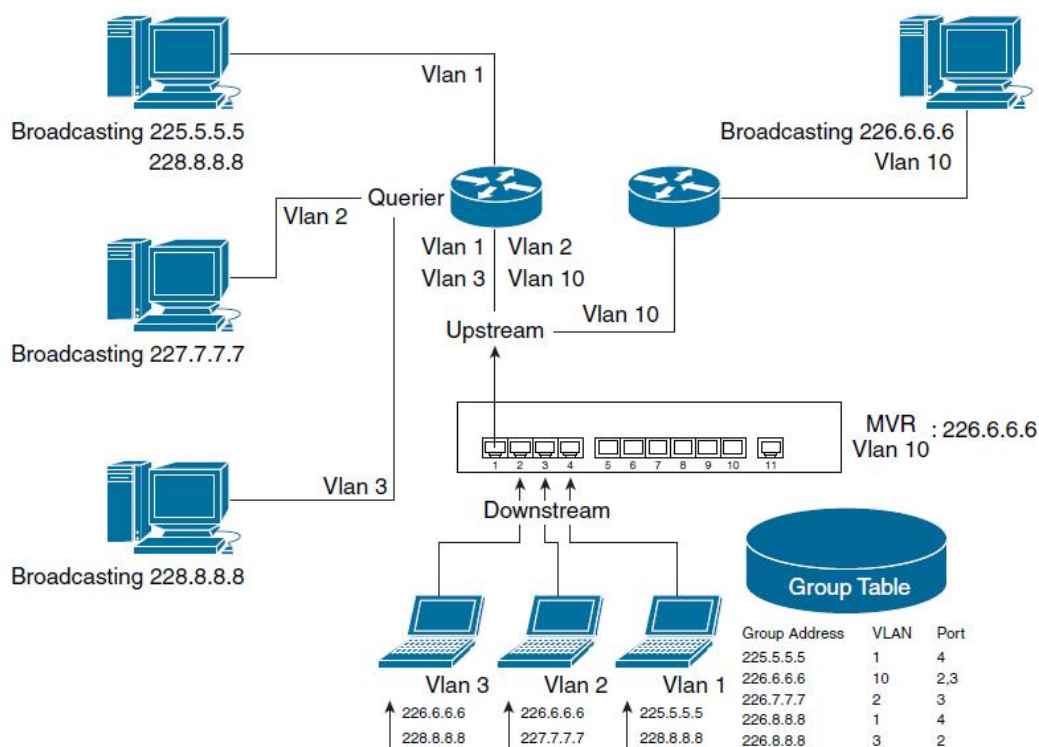 Vlan 1
Broadcasting 225.5.5.5
228.8.8.8
Broadcasting 226.6.6.6
Vlan 10
Querier
Vlan 2
Vlan 1 Vlan 2
Vlan 3 Vlan 10
Upstream
Vlan 10
Broadcasting 227.7.7.7
MVR
Vlan 10 : 226.6.6.6
1 2 3 4 5 6 7 8 9 10 11
Vlan 3
Downstream
Broadcasting 228.8.8.8
Group Table
Group Address VLAN Port
225.5.5.5 1 4
226.6.6.6 10 2,3
226.7.7.7 2 3
226.8.8.8 1 4
226.8.8.8 3 2
Vlan 3
226.6.6.6
228.8.8.8
Vlan 2
226.6.6.6
227.7.7.7
Vlan 1
225.5.5.5
228.8.8.8